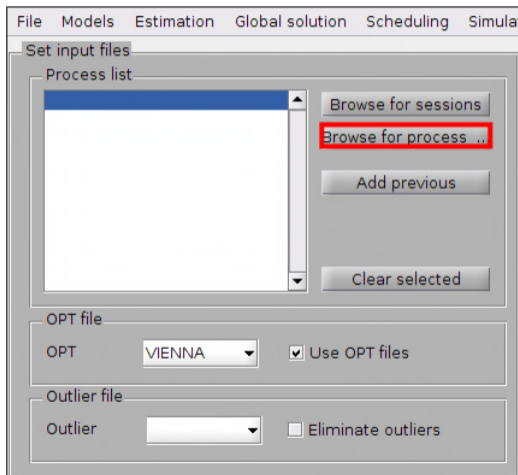 File Models Estimation Global solution Scheduling Simula
Set input files
Process list
Browse for sessions
Browse for process ...
Add previous
Clear selected
OPT file
OPT VIENNA Use OPT files
Outlier file
Outlier Eliminate outliers